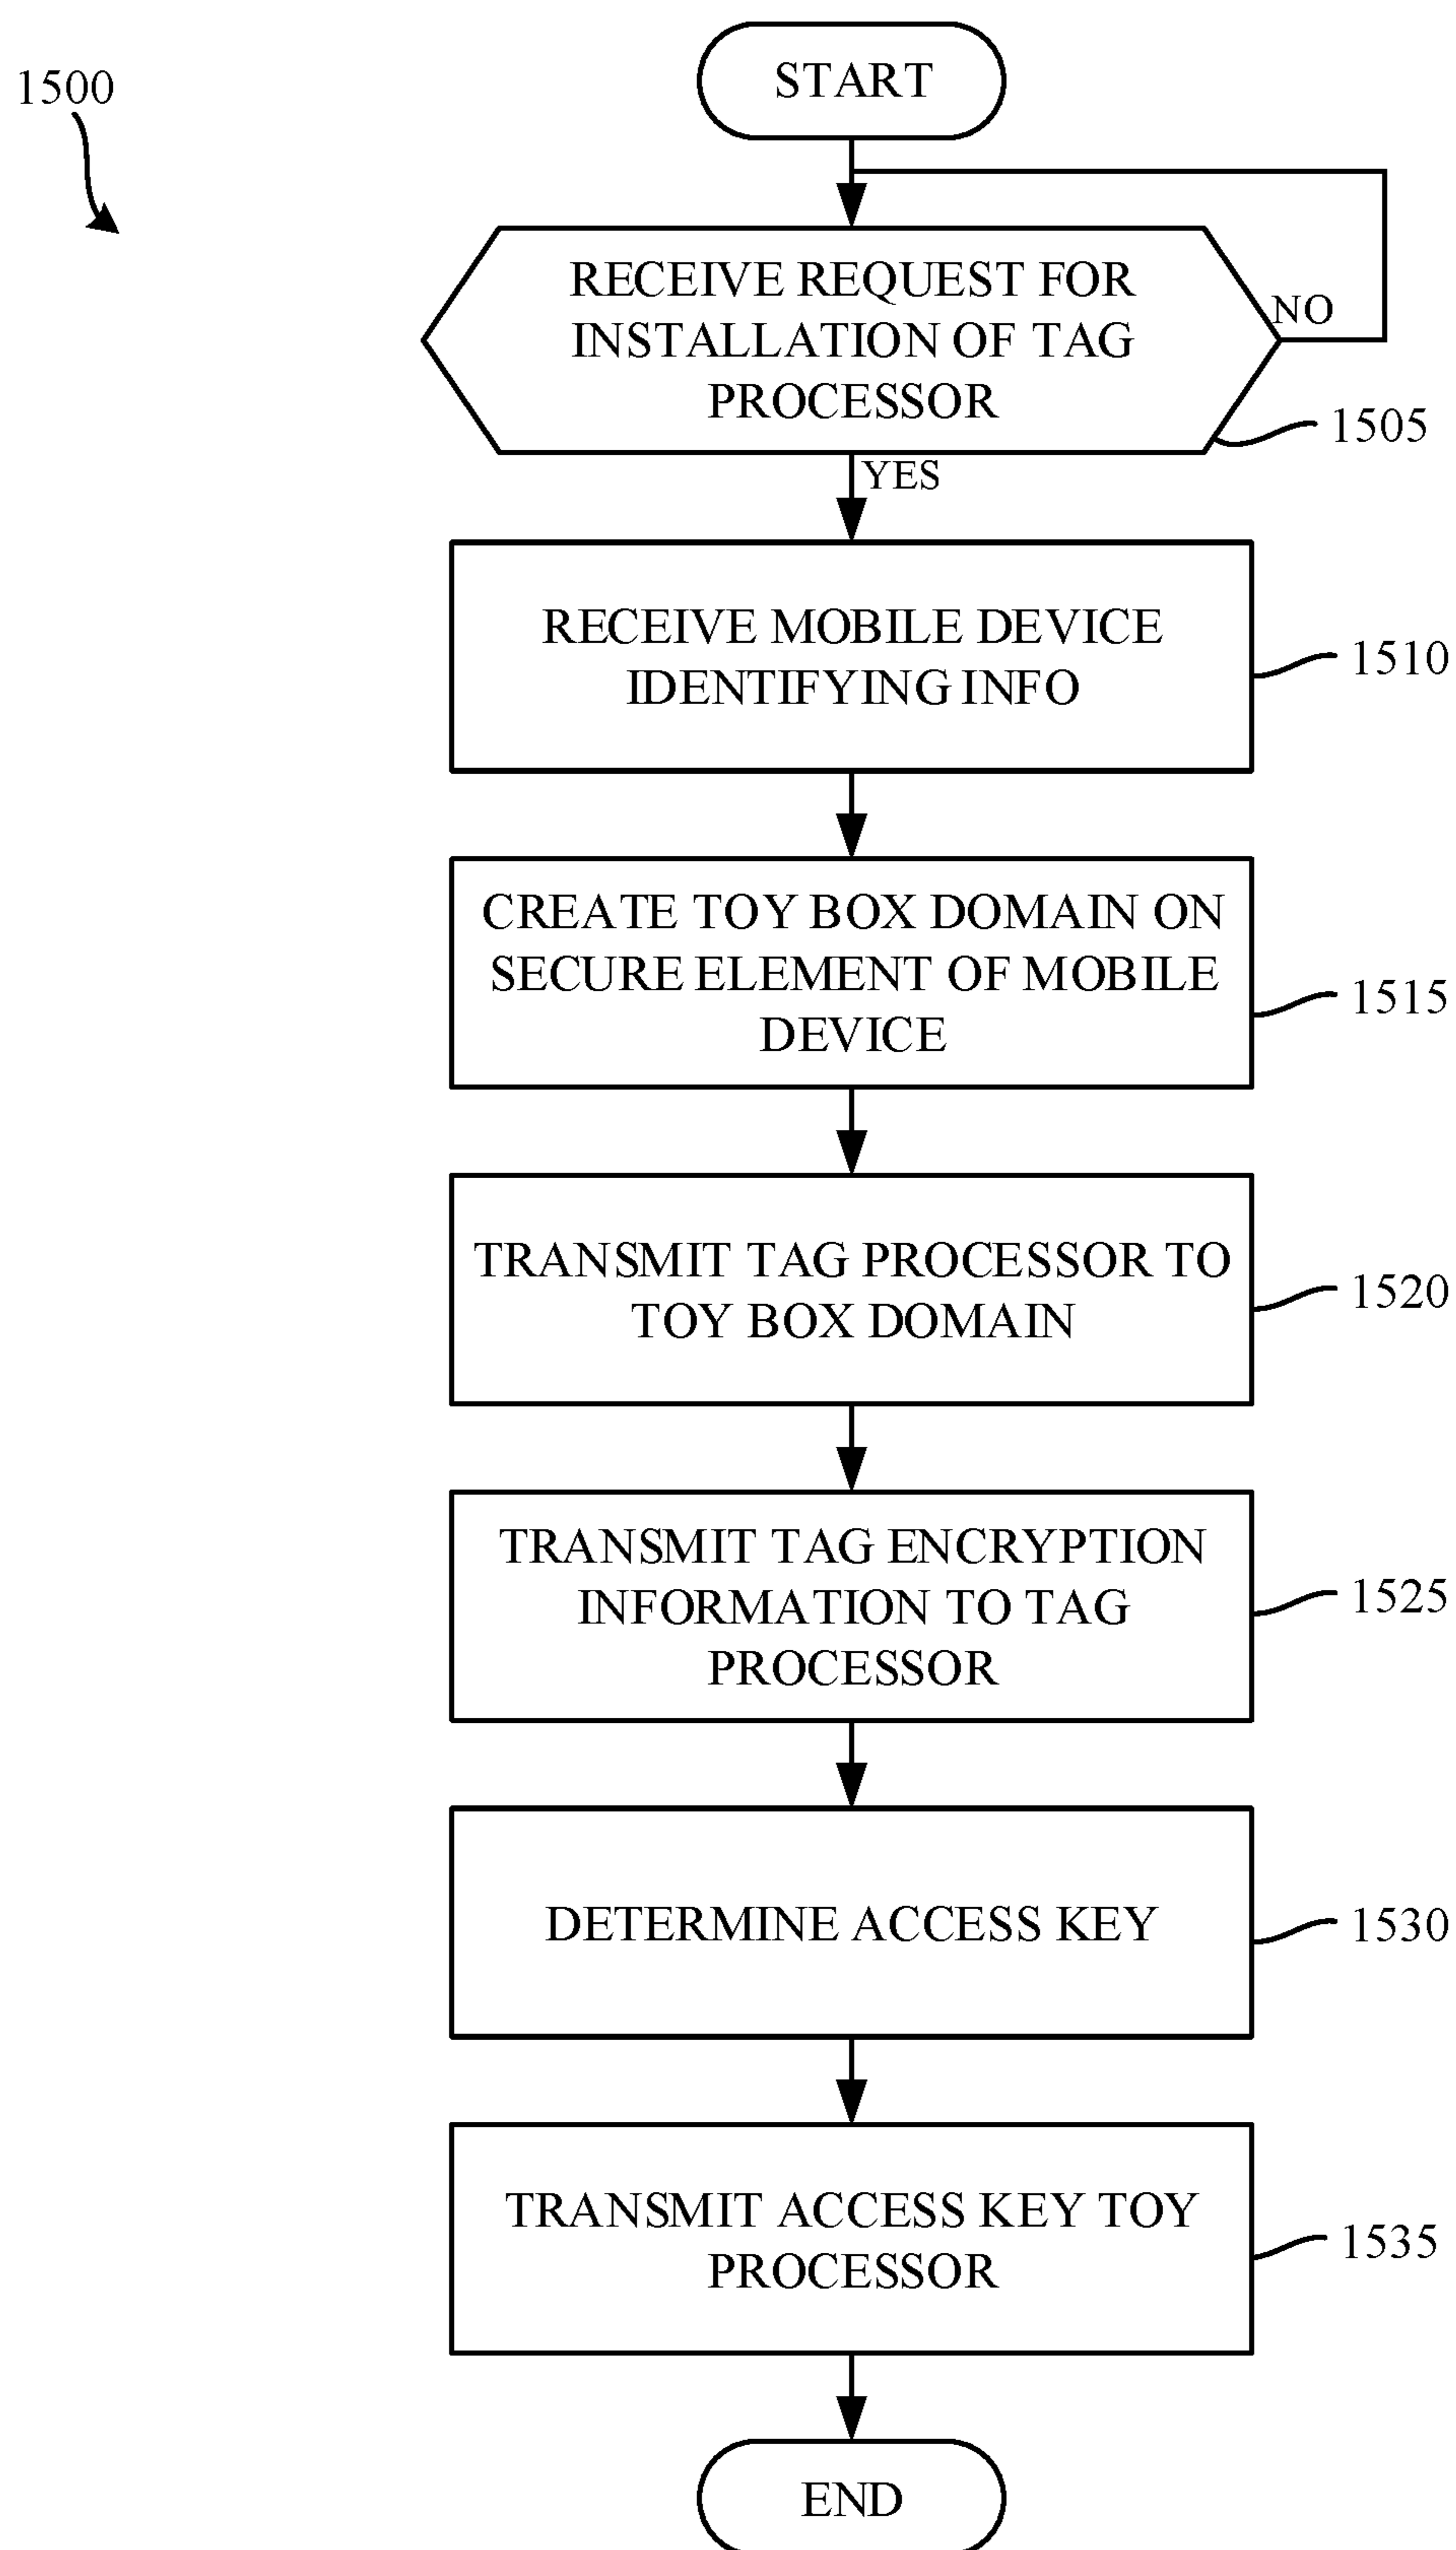 1500
START
RECEIVE REQUEST FOR
INSTALLATION OF TAG
PROCESSOR
NO
1505
YES
RECEIVE MOBILE DEVICE
IDENTIFYING INFO
1510
CREATE TOY BOX DOMAIN ON
SECURE ELEMENT OF MOBILE
DEVICE
1515
TRANSMIT TAG PROCESSOR TO
TOY BOX DOMAIN
1520
TRANSMIT TAG ENCRYPTION
INFORMATION TO TAG
PROCESSOR
1525
DETERMINE ACCESS KEY
1530
TRANSMIT ACCESS KEY TOY
PROCESSOR
1535
END